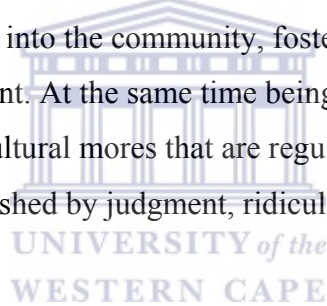 into the community, foste
nt. At the same time being
ultural mores that are regu
shed by judgment, ridicul
UNIVERSITY of the
WESTERN CAPE